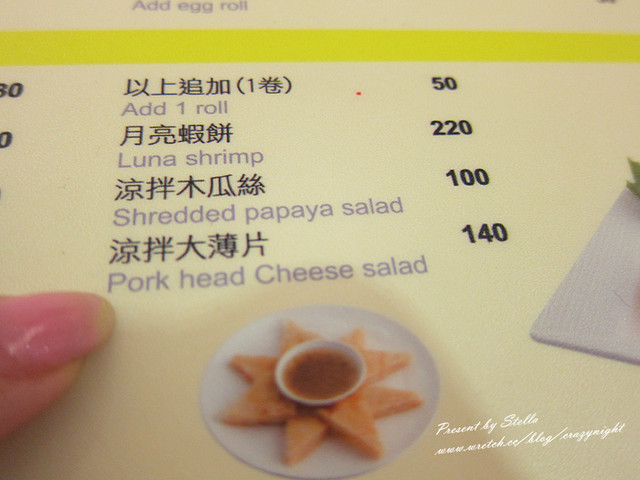 Add egg roll
30
以上追加(1卷) 50
Add 1 roll
月亮蝦餅 220
Luna shrimp
涼拌木瓜絲 100
Shredded papaya salad
涼拌大薄片 140
Pork head Cheese salad
Present by Stella
www.wretch.cc/blog/crazynight